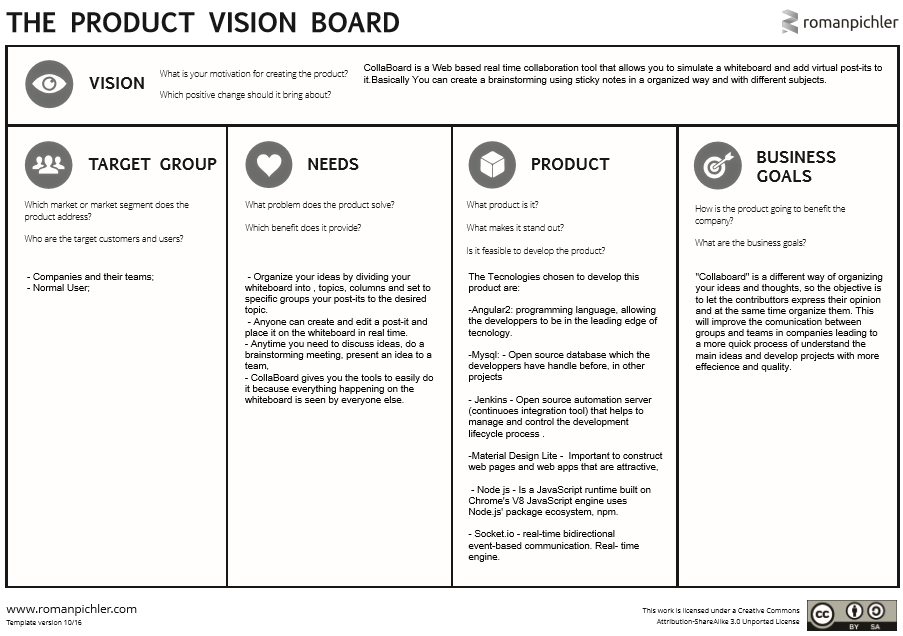 THE PRODUCT VISION BOARD
romanpichler
VISION
What is your motivation for creating the product?
Which positive change should it bring about?
CollaBoard is a Web based real time collaboration tool that allows you to simulate a whiteboard and add virtual post-its to
it.Basically You can create a brainstorming using sticky notes in a organized way and with different subjects.
TARGET GROUP
Which market or market segment does the
product address?
Who are the target customers and users?
- Companies and their teams;
- Normal User;
NEEDS
What problem does the product solve?
Which benefit does it provide?
- Organize your ideas by dividing your
whiteboard into , topics, columns and set to
specific groups your post-its to the desired
topic.
- Anyone can create and edit a post-it and
place it on the whiteboard in real time.
- Anytime you need to discuss ideas, do a
brainstorming meeting, present an idea to a
team,
- CollaBoard gives you the tools to easily do
it because everything happening on the
whiteboard is seen by everyone else.
PRODUCT
What product is it?
What makes it stand out?
Is it feasible to develop the product?
The Tecnologies chosen to develop this
product are:
-Angular2: programming language, allowing
the developpers to be in the leading edge of
tecnology.
-Mysql: - Open source database which the
developpers have handle before, in other
projects
- Jenkins - Open source automation server
(continuoes integration tool) that helps to
manage and control the development
lifecycle process .
-Material Design Lite - Important to construct
web pages and web apps that are attractive,
- Node js - Is a JavaScript runtime built on
Chrome's V8 JavaScript engine uses
Node.js' package ecosystem, npm.
- Socket.io - real-time bidirectional
event-based communication. Real- time
engine.
BUSINESS
GOALS
How is the product going to benefit the
company?
What are the business goals?
"Collaboard" is a different way of organizing
your ideas and thoughts, so the objective is
to let the contributtors express their opinion
and at the same time organize them. This
will improve the comunication between
groups and teams in companies leading to
a more quick process of understand the
main ideas and develop projects with more
effecience and quality.
www.romanpichler.com
Template version 10/16
This work is licensed under a Creative Commons
Attribution-ShareAlike 3.0 Unported License
cc
BY SA